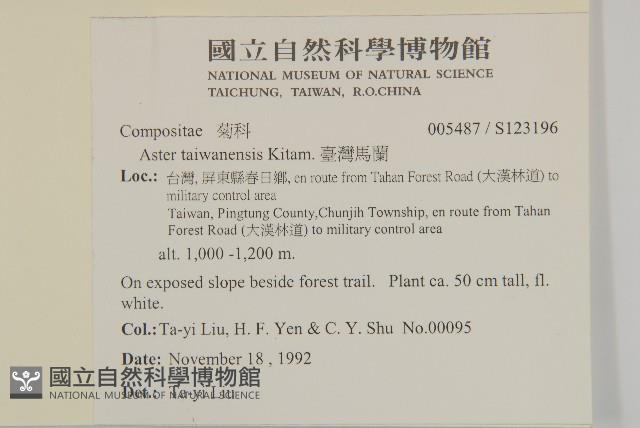 國立自然科學博物館
NATIONAL MUSEUM OF NATURAL SCIENCE
TAICHUNG, TAIWAN, R.O.CHINA
Compositae 菊科 005487 / S123196
Aster taiwanensis Kitam. 臺灣馬蘭
Loc.: 台灣, 屏東縣春日鄉, en route from Tahan Forest Road (大漢林道) to
military control area
Taiwan, Pingtung County,Chunjih Township, en route from Tahan
Forest Road (大漢林道) to military control area
alt. 1,000 -1,200 m.
On exposed slope beside forest trail. Plant ca. 50 cm tall, fl.
white.
Col.: Ta-yi Liu, H. F. Yen & C. Y. Shu No.00095
Date: November 18 , 1992
Det.: Ta-yi Liu
國立自然科學博物館
NATIONAL MUSEUM OF NATURAL SCIENCE